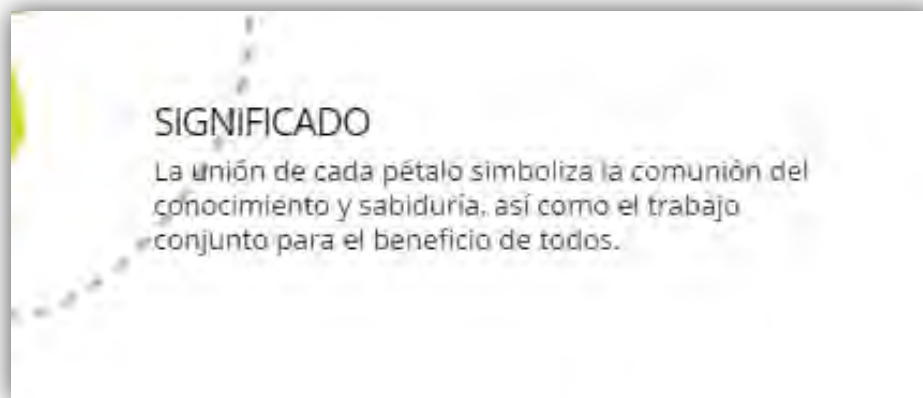 SIGNIFICADO
La unión de cada pétalo simboliza la comunión del
conocimiento y sabiduría, así como el trabajo
conjunto para el beneficio de todos.